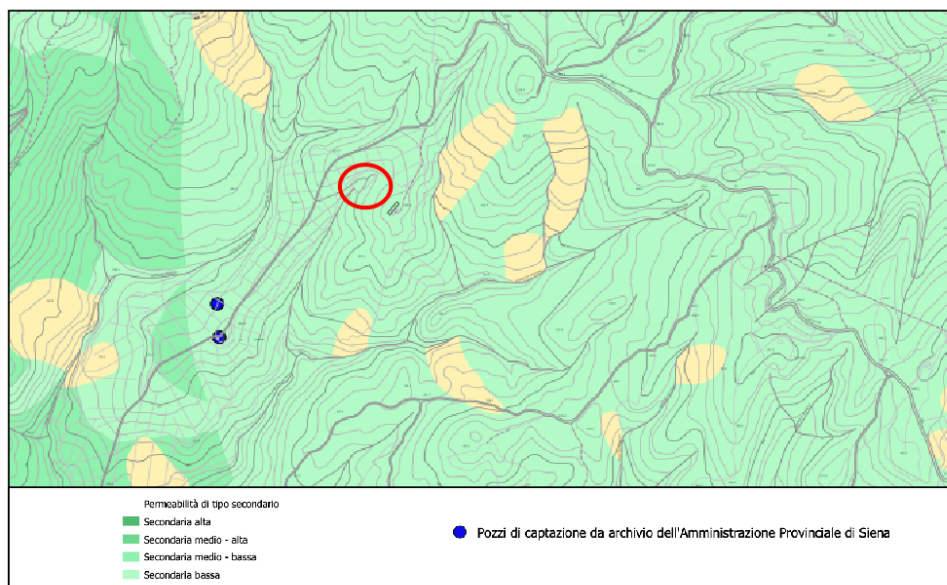 Permeabilità di tipo secondario
Secondaria alta
Secondaria medio - alta
Secondaria medio - bassa
Secondaria bassa
Pozzi di captazione da archivio dell'Amministrazione Provinciale di Siena